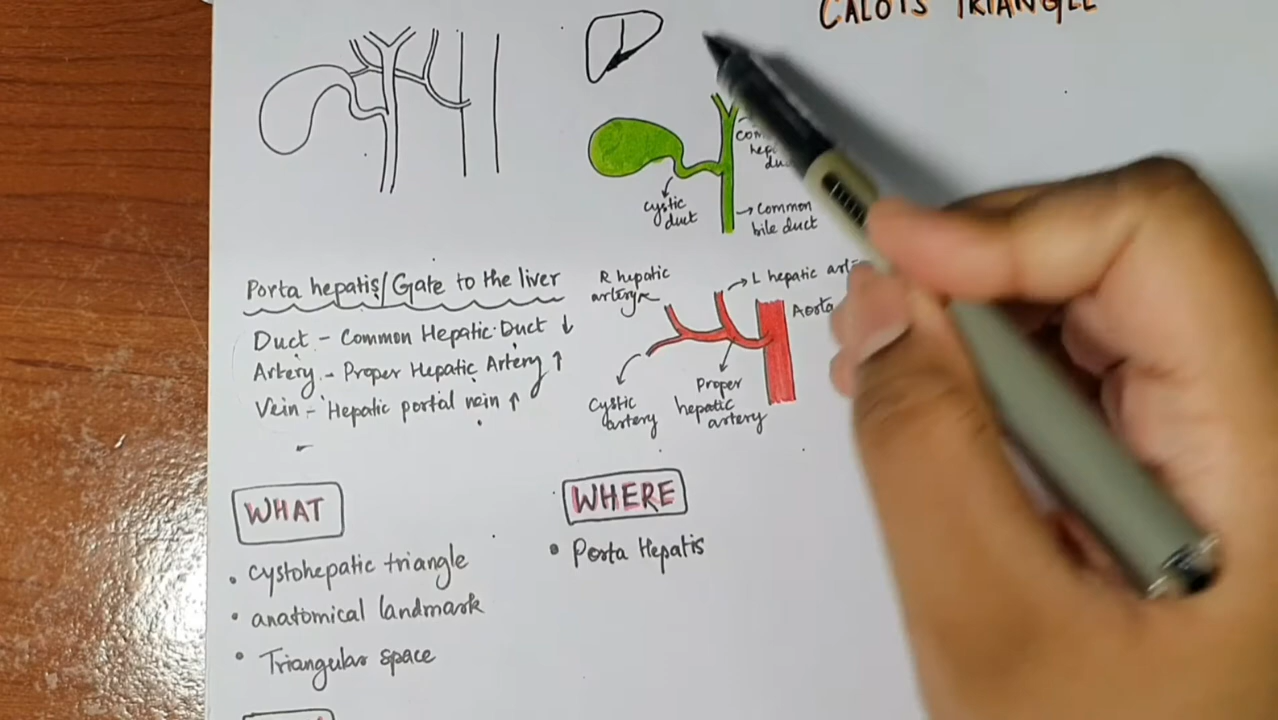 CALOTS TRIANGLE
hep
cystic
duct
→ Common
bile duct
Porta hepatis/Gate to the liver
Duct - Common Hepatic Duct ↓
Artery - Proper Hepatic Artery ↑
Vein - Hepatic portal vein ↑
R hepatic
artery
L hepatic
Aorta
Cystic
artery
Proper
hepatic
artery
WHAT
• Cystohepatic triangle
• anatomical landmark
• Triangular space
WHERE
• Porta Hepatis